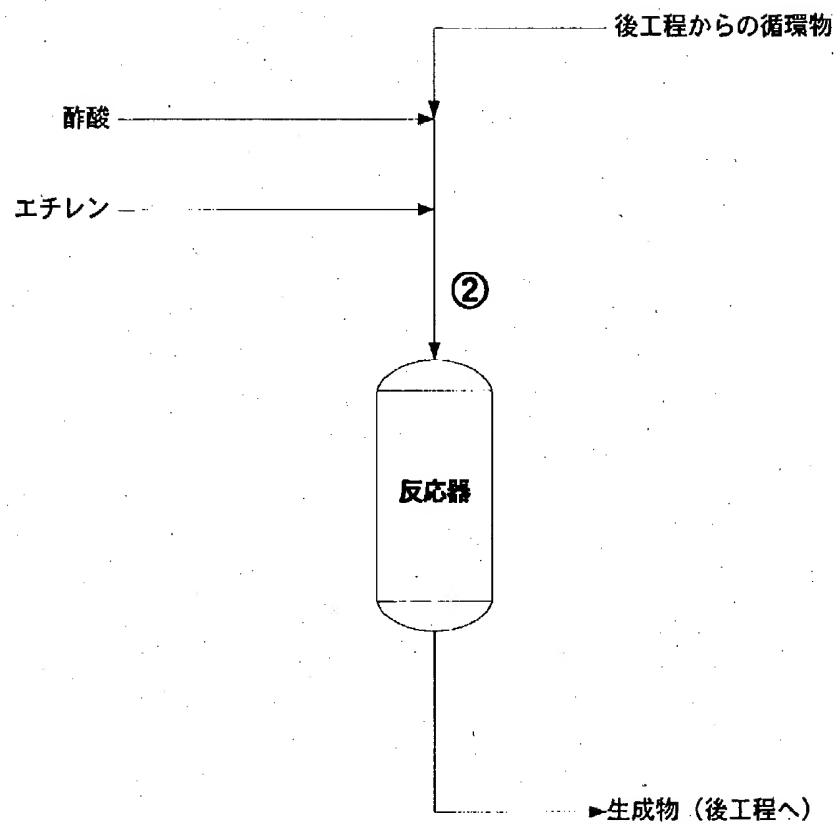 後工程からの循環物
酢酸
エチレン
②
反応器
生成物（後工程へ）